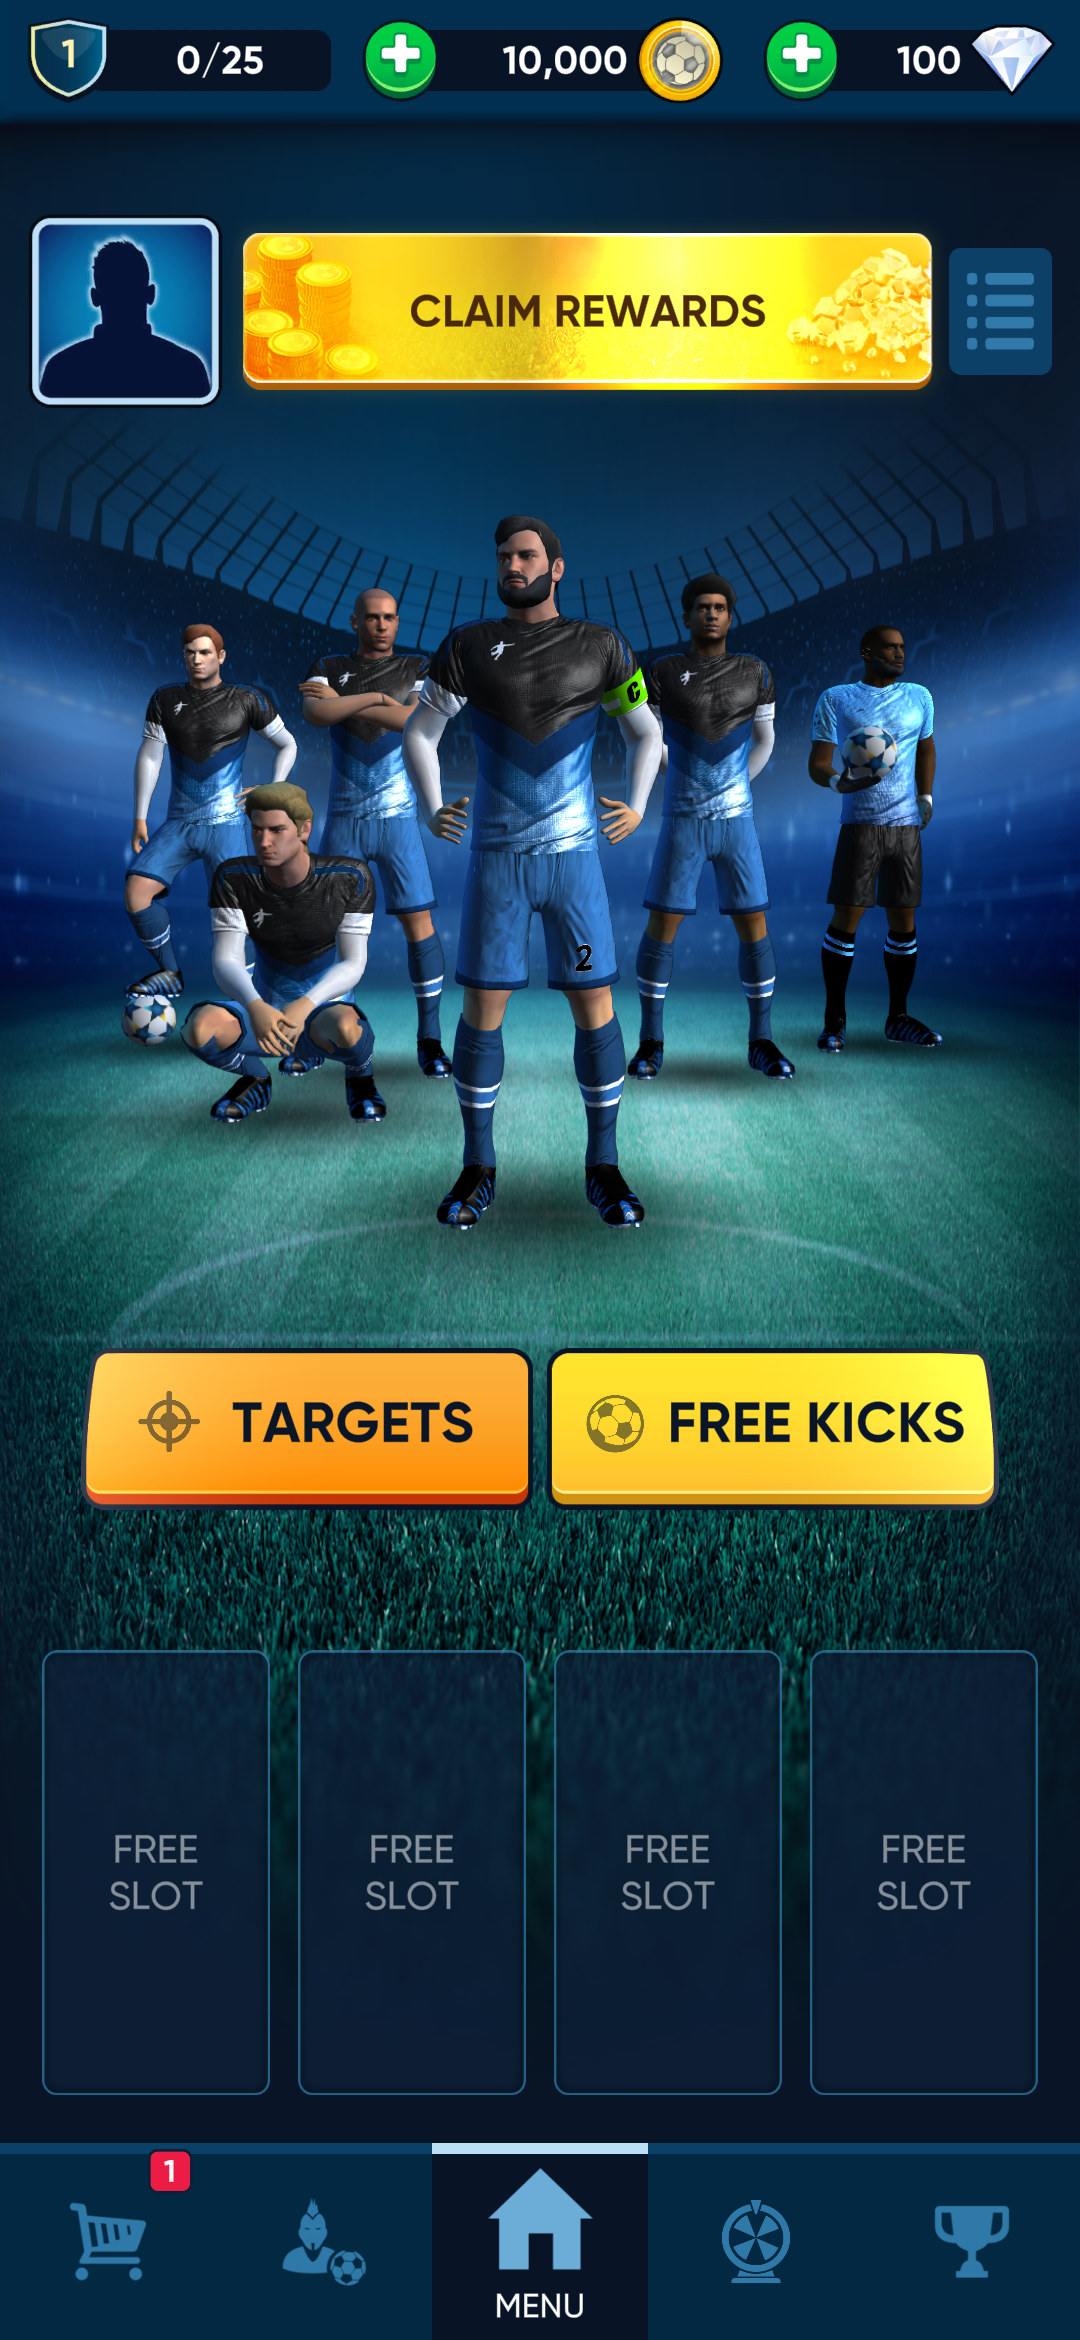 1
0/25
10,000
100
CLAIM REWARDS
C
2
TARGETS
FREE KICKS
FREE
SLOT
FREE
SLOT
FREE
SLOT
FREE
SLOT
1
MENU